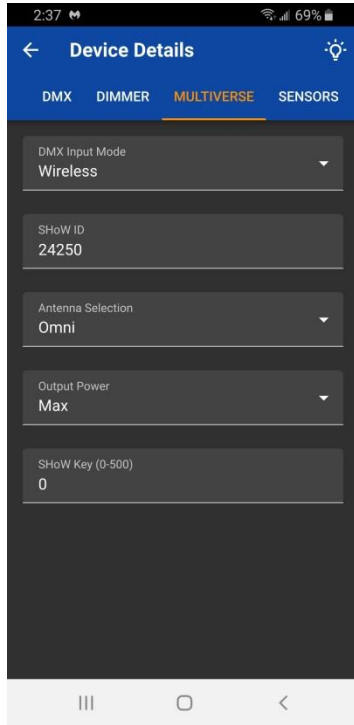 2:37 69%
Device Details
DMX DIMMER MULTIVERSE SENSORS
DMX Input Mode
Wireless
SHoW ID
24250
Antenna Selection
Omni
Output Power
Max
SHoW Key (0-500)
0